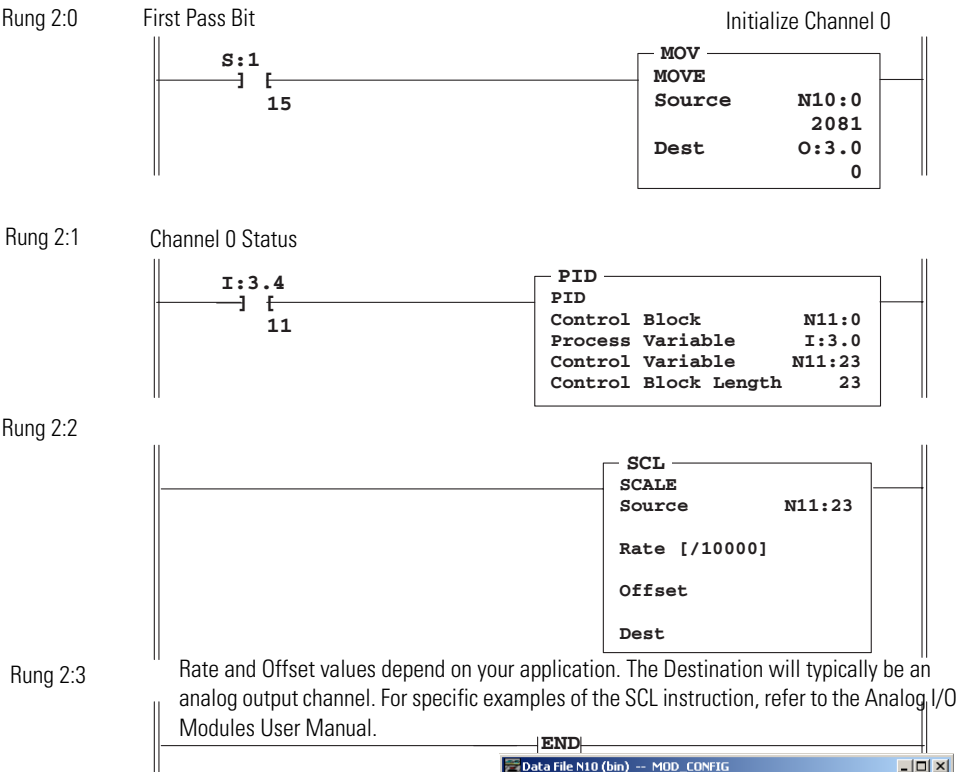 Rung 2:0
First Pass Bit
Initialize Channel 0
S:1
] [
15
MOV
MOVE
Source N10:0
2081
Dest O:3.0
0
Rung 2:1
Channel 0 Status
I:3.4
] [
11
PID
PID
Control Block N11:0
Process Variable I:3.0
Control Variable N11:23
Control Block Length 23
Rung 2:2
SCL
SCALE
Source N11:23
Rate [/10000]
Offset
Dest
Rung 2:3
Rate and Offset values depend on your application. The Destination will typically be an
analog output channel. For specific examples of the SCL instruction, refer to the Analog I/O
Modules User Manual.
END
Data File N10 (bin) -- MOD_CONFIG